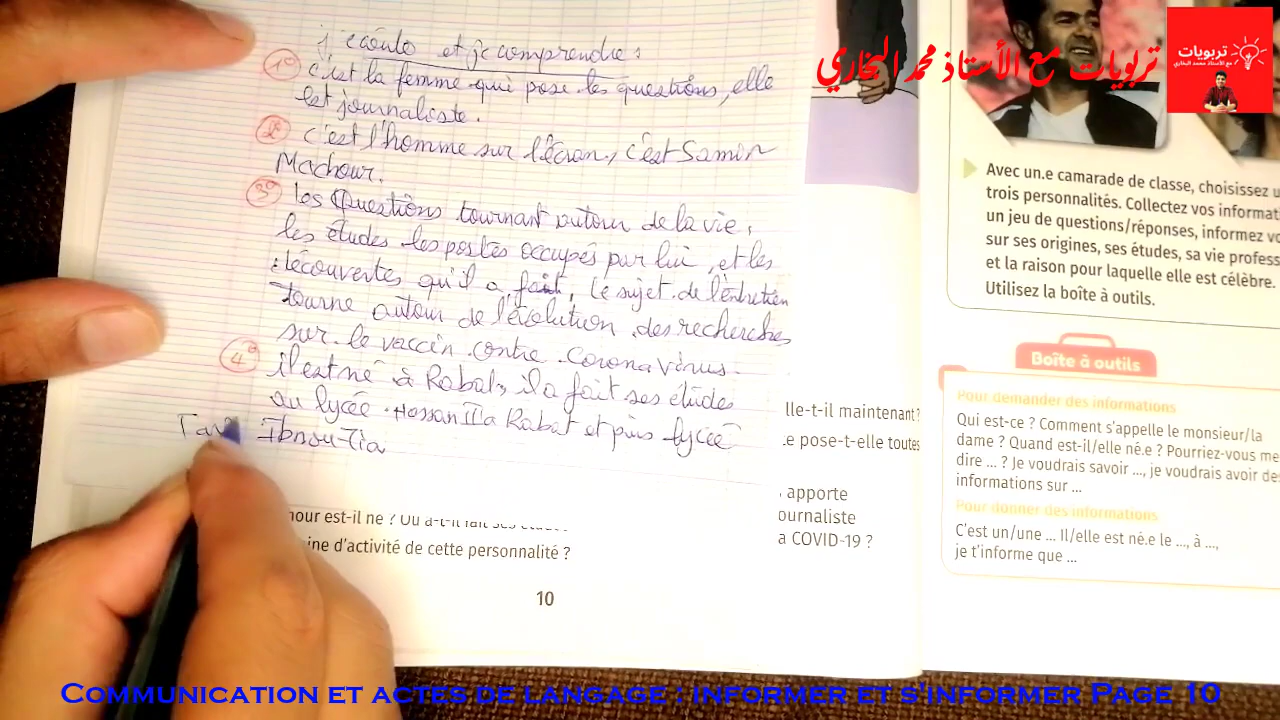 j'écoute et je comprends :
1° c'est la femme qui pose les questions, elle
est journaliste.
2° c'est l'homme sur l'écran, c'est Samir
Machour.
3° les Questions tournant autour de la vie,
les études les postes occupés par lui, et les
découvertes qu'il a fait, Le sujet de l'entretien
tourne autour de l'évolution des recherches
sur le vaccin contre Coronavirus.
4° il est né à Rabat, il a fait ses études
au lycée Hassan II a Rabat et puis lycée
Ibnou-Tia
en est-il ne ? Ou a-t-il fait ses études
ine d'activité de cette personnalité ?
10
lle-t-il maintenant?
e pose-t-elle toutes
apporte
ournaliste
a COVID-19 ?
تربويات مع الأستاذ محمد البخاري
تربويات
مع الأستاذ محمد البخاري
Avec un.e camarade de classe, choisissez u
trois personnalités. Collectez vos informat
un jeu de questions/réponses, informez vo
sur ses origines, ses études, sa vie profess
et la raison pour laquelle elle est célèbre.
Utilisez la boîte à outils.
Boîte à outils
Pour demander des informations
Qui est-ce ? Comment s'appelle le monsieur/la
dame ? Quand est-il/elle né.e ? Pourriez-vous me
dire ... ? Je voudrais savoir ..., je voudrais avoir des
informations sur ...
Pour donner des informations
C'est un/une ... Il/elle est né.e le ..., à ...,
je t'informe que ...
Communication et actes de langage : informer et s'informer Page 10